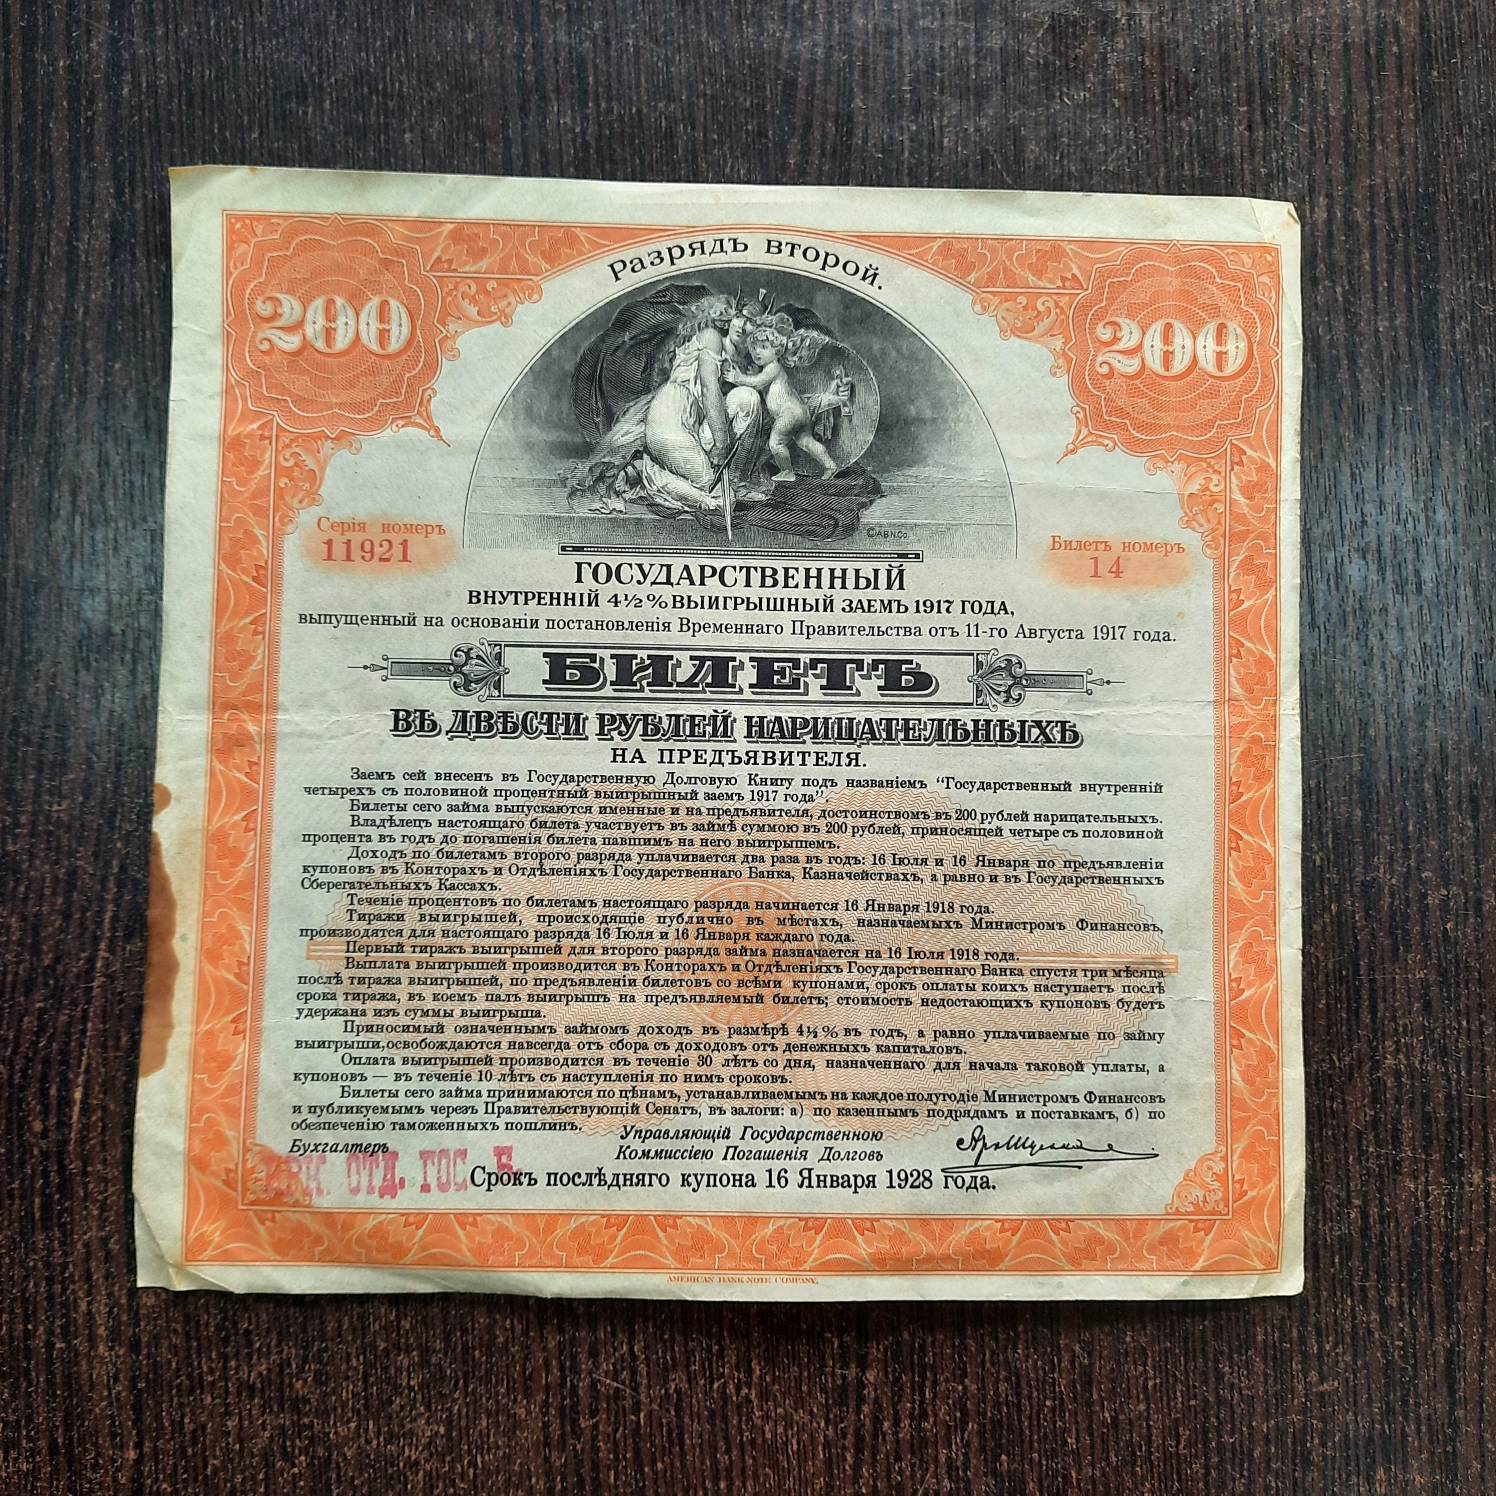 Разрядъ второй.
200
200
©A.B.N.Co.
Серія номеръ
11921
Билетъ номеръ
14
ГОСУДАРСТВЕННЫЙ
ВНУТРЕННІЙ 4½% ВЫИГРЫШНЫЙ ЗАЕМЪ 1917 ГОДА,
выпущенный на основаніи постановленія Временнаго Правительства отъ 11-го Августа 1917 года.
БИЛЕТЪ
ВЪ ДВѢСТИ РУБЛЕЙ НАРИЦАТЕЛЬНЫХЪ
НА ПРЕДЪЯВИТЕЛЯ.
Заемъ сей внесенъ въ Государственную Долговую Книгу подъ названіемъ “Государственный внутренній
четырехъ съ половиной процентный выигрышный заемъ 1917 года”.
Билеты сего займа выпускаются именные и на предъявителя, достоинствомъ въ 200 рублей нарицательныхъ.
Владѣлецъ настоящаго билета участвуетъ въ займѣ суммою въ 200 рублей, приносящей четыре съ половиной
процента въ годъ до погашенія билета павшимъ на него выигрышемъ.
Доходъ по билетамъ второго разряда уплачивается два раза въ годъ: 16 Іюля и 16 Января по предъявленіи
купоновъ въ Конторахъ и Отдѣленіяхъ Государственнаго Банка, Казначействахъ, а равно и въ Государственныхъ
Сберегательныхъ Кассахъ.
Теченіе процентовъ по билетамъ настоящаго разряда начинается 16 Января 1918 года.
Тиражи выигрышей, происходящіе публично въ мѣстахъ, назначаемыхъ Министромъ Финансовъ,
производятся для настоящаго разряда 16 Іюля и 16 Января каждаго года.
Первый тиражъ выигрышей для второго разряда займа назначается на 16 Іюля 1918 года.
Выплата выигрышей производится въ Конторахъ и Отдѣленіяхъ Государственнаго Банка спустя три мѣсяца
послѣ тиража выигрышей, по предъявленіи билетовъ со всѣми купонами, срокъ оплаты коихъ наступаетъ послѣ
срока тиража, въ коемъ палъ выигрышъ на предъявляемый билетъ; стоимость недостающихъ купоновъ будетъ
удержана изъ суммы выигрыша.
Приносимый означеннымъ займомъ доходъ въ размѣрѣ 4½% въ годъ, а равно уплачиваемые по займу
выигрыши, освобождаются навсегда отъ сбора съ доходовъ отъ денежныхъ капиталовъ.
Оплата выигрышей производится въ теченіе 30 лѣтъ со дня, назначеннаго для начала таковой уплаты, а
купоновъ — въ теченіе 10 лѣтъ съ наступленія по нимъ сроковъ.
Билеты сего займа принимаются по цѣнамъ, устанавливаемымъ на каждое полугодіе Министромъ Финансовъ
и публикуемымъ черезъ Правительствующій Сенатъ, въ залоги: а) по казеннымъ подрядамъ и поставкамъ, б) по
обезпеченію таможенныхъ пошлинъ.
Бухгалтеръ
Управляющій Государственною
Коммиссіею Погашенія Долговъ
ОТД. ГОС. Б.
Срокъ послѣдняго купона 16 Января 1928 года.
AMERICAN BANK NOTE COMPANY.